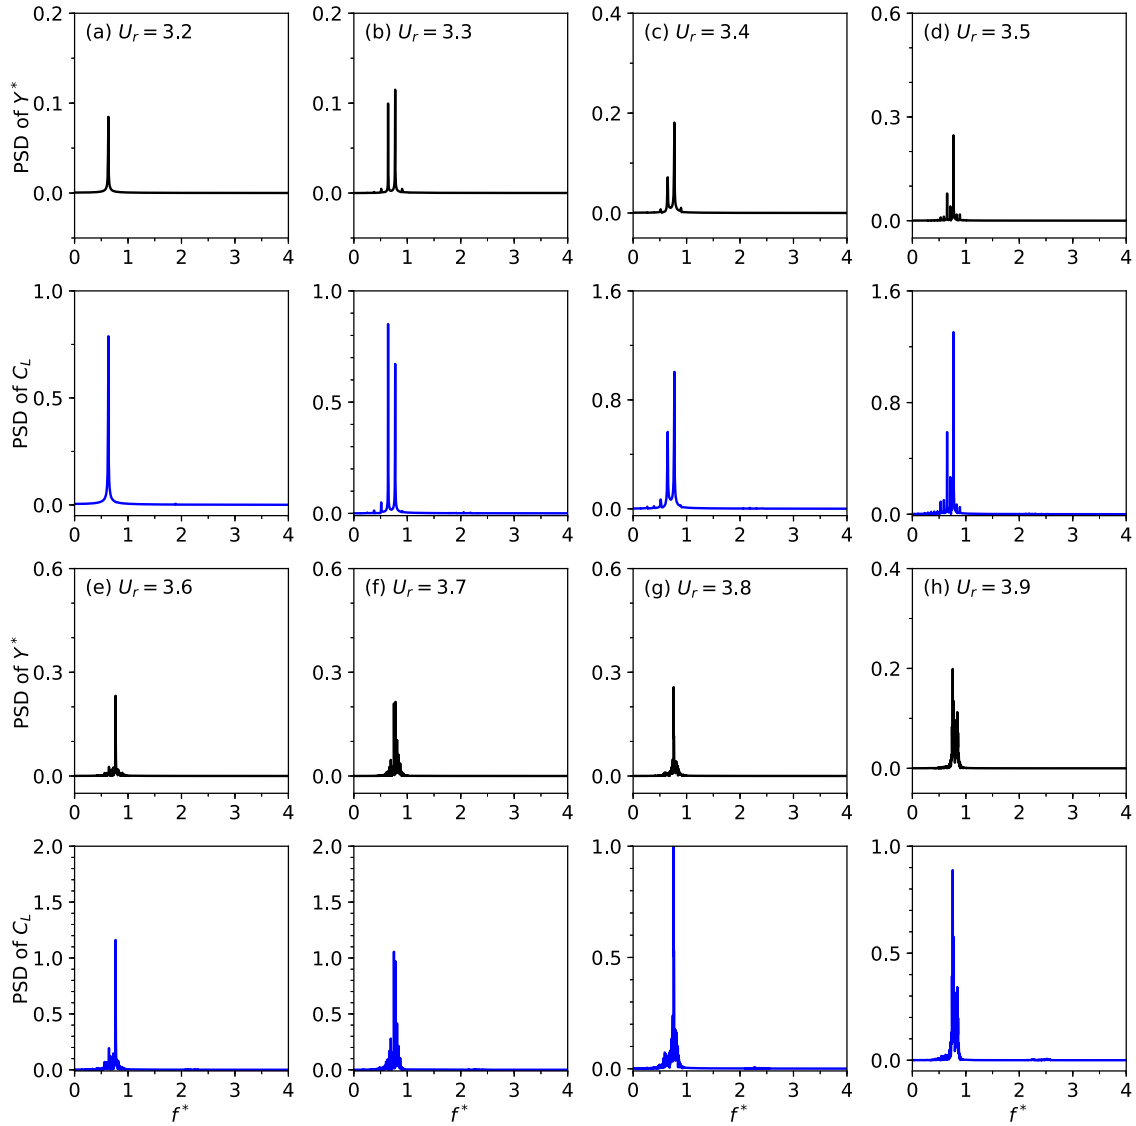 (a) U_r = 3.2
(b) U_r = 3.3
(c) U_r = 3.4
(d) U_r = 3.5
PSD of Y*
0.2
0.1
0.0
0 1 2 3 4
0.2
0.1
0.0
0 1 2 3 4
0.4
0.2
0.0
0 1 2 3 4
0.6
0.3
0.0
0 1 2 3 4
PSD of C_L
1.0
0.5
0.0
0 1 2 3 4
1.0
0.5
0.0
0 1 2 3 4
1.6
0.8
0.0
0 1 2 3 4
1.6
0.8
0.0
0 1 2 3 4
(e) U_r = 3.6
(f) U_r = 3.7
(g) U_r = 3.8
(h) U_r = 3.9
PSD of Y*
0.6
0.3
0.0
0 1 2 3 4
0.6
0.3
0.0
0 1 2 3 4
0.6
0.3
0.0
0 1 2 3 4
0.4
0.2
0.0
0 1 2 3 4
PSD of C_L
2.0
1.5
1.0
0.5
0.0
0 1 2 3 4
f*
2.0
1.5
1.0
0.5
0.0
0 1 2 3 4
f*
1.0
0.5
0.0
0 1 2 3 4
f*
1.0
0.5
0.0
0 1 2 3 4
f*